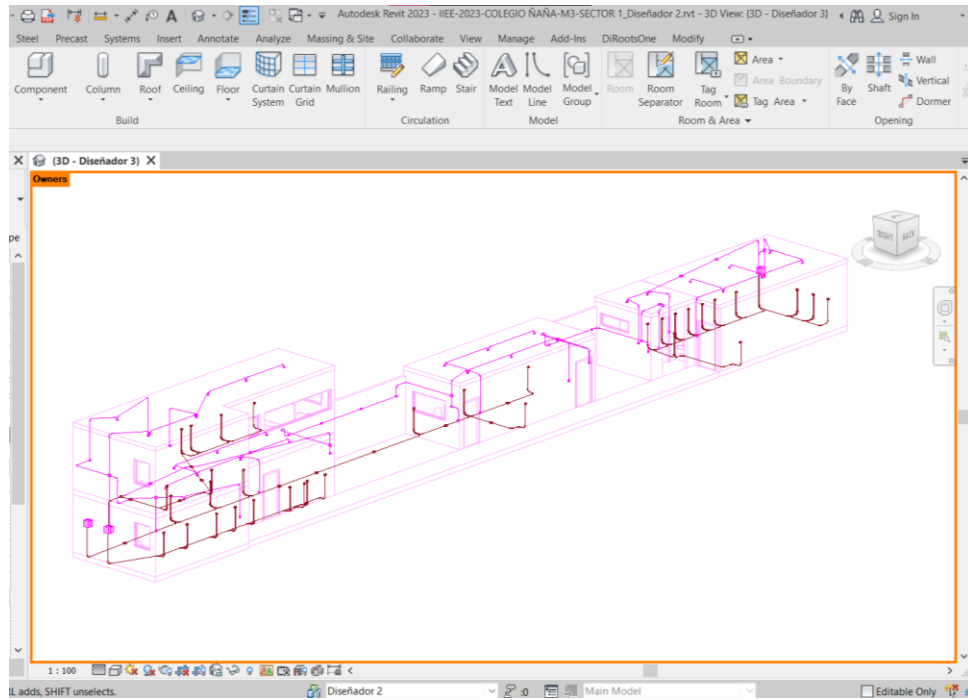 Autodesk Revit 2023 - IIEE-2023-COLEGIO ÑAÑA-M3-SECTOR 1_Diseñador 2.rvt - 3D View: {3D - Diseñador 3}
Sign In
Steel Precast Systems Insert Annotate Analyze Massing & Site Collaborate View Manage Add-Ins DiRootsOne Modify
Component Column Roof Ceiling Floor Curtain System Curtain Grid Mullion
Railing Ramp Stair
Model Text Model Line Model Group
Room Room Separator Tag Room
Area
Area Boundary
Tag Area
By Face Shaft
Wall
Vertical
Dormer
Build Circulation Model Room & Area Opening
(3D - Diseñador 3)
Owners
pe
RIGHT BACK
1 : 100
L adds, SHIFT unselects.
Diseñador 2
:0
Main Model
Editable Only